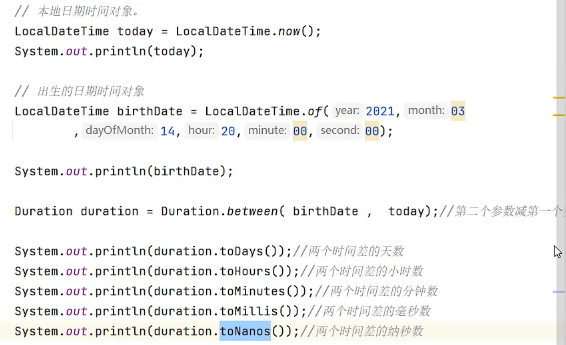 // 本地日期时间对象。
LocalDateTime today = LocalDateTime.now();
System.out.println(today);
// 出生的日期时间对象
LocalDateTime birthDate = LocalDateTime.of( year: 2021, month: 03
, dayOfMonth: 14, hour: 20, minute: 00, second: 00);
System.out.println(birthDate);
Duration duration = Duration.between( birthDate , today);//第二个参数减第一个
System.out.println(duration.toDays());//两个时间差的天数
System.out.println(duration.toHours());//两个时间差的小时数
System.out.println(duration.toMinutes());//两个时间差的分钟数
System.out.println(duration.toMillis());//两个时间差的毫秒数
System.out.println(duration.toNanos());//两个时间差的纳秒数